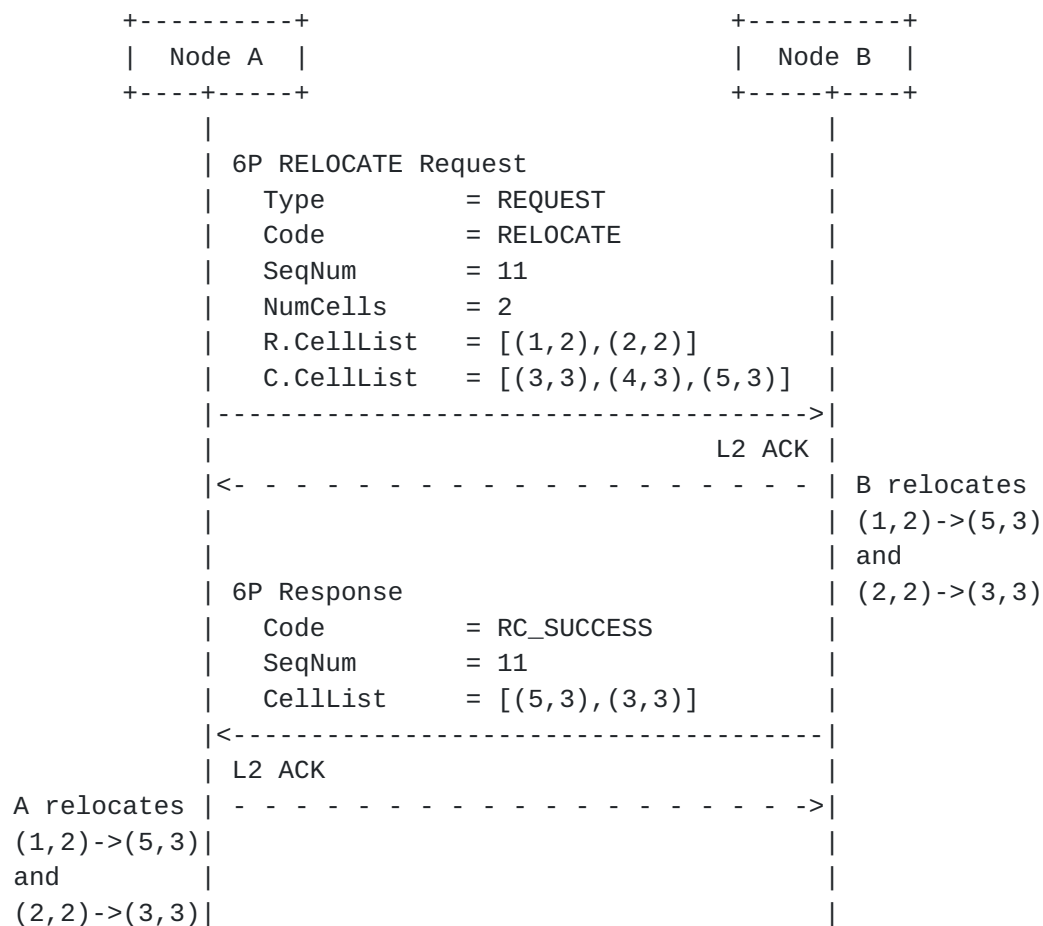 +----------+                           +----------+
|  Node A  |                           |  Node B  |
+----+-----+                           +-----+----+
     |                                       |
     | 6P RELOCATE Request                   |
     |   Type         = REQUEST              |
     |   Code         = RELOCATE             |
     |   SeqNum       = 11                   |
     |   NumCells     = 2                    |
     |   R.CellList   = [(1,2),(2,2)]        |
     |   C.CellList   = [(3,3),(4,3),(5,3)]  |
     |-------------------------------------->|
     |                                L2 ACK |
     |<- - - - - - - - - - - - - - - - - - - | B relocates
     |                                       | (1,2)->(5,3)
     |                                       | and
     | 6P Response                           | (2,2)->(3,3)
     |   Code         = RC_SUCCESS           |
     |   SeqNum       = 11                   |
     |   CellList     = [(5,3),(3,3)]        |
     |<--------------------------------------|
     | L2 ACK                                |
A relocates | - - - - - - - - - - - - - - - - - - ->|
(1,2)->(5,3)|                                       |
and         |                                       |
(2,2)->(3,3)|                                       |